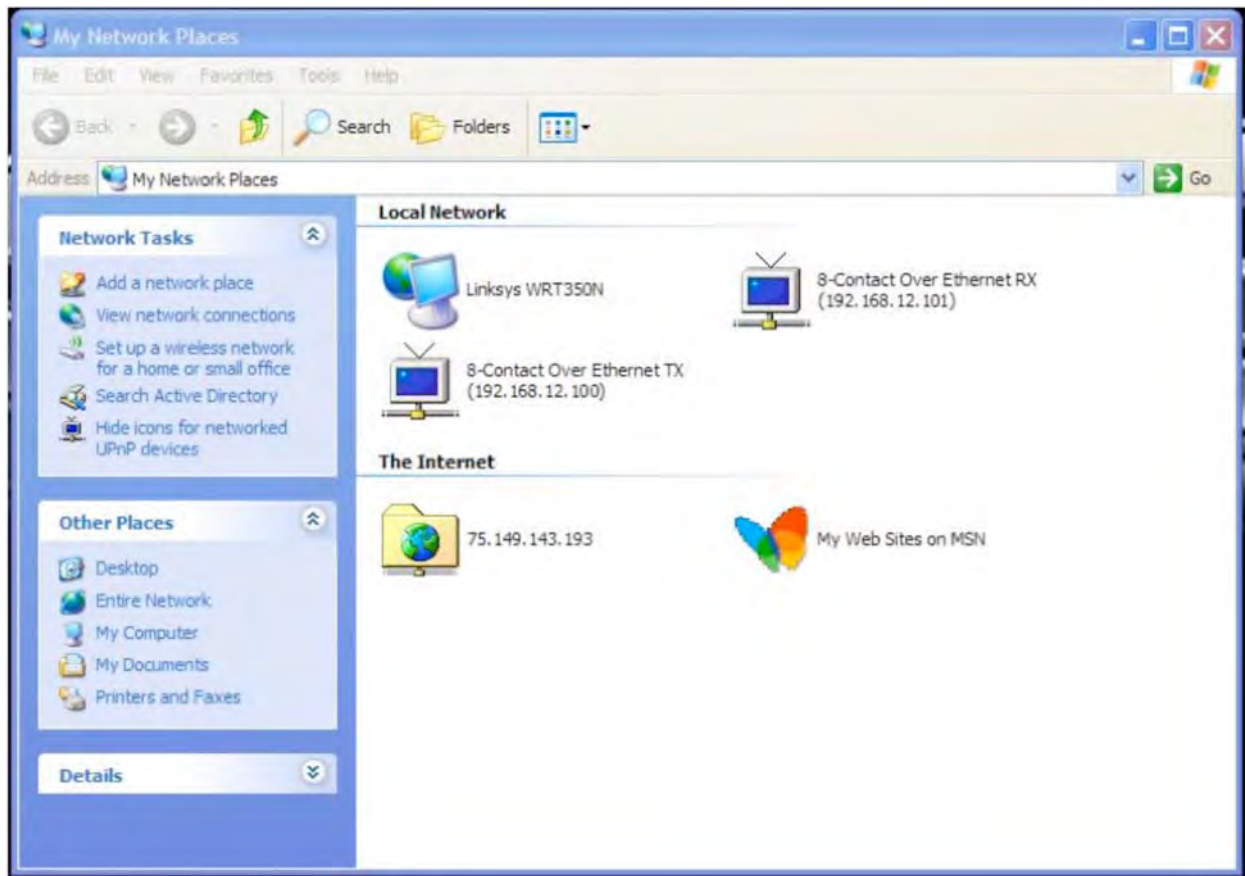 My Network Places
File Edit View Favorites Tools Help
Back Search Folders
Address My Network Places Go
Network Tasks
Add a network place
View network connections
Set up a wireless network
for a home or small office
Search Active Directory
Hide icons for networked
UPnP devices
Other Places
Desktop
Entire Network
My Computer
My Documents
Printers and Faxes
Details
Local Network
Linksys WRT350N
8-Contact Over Ethernet RX
(192.168.12.101)
8-Contact Over Ethernet TX
(192.168.12.100)
The Internet
75.149.143.193
My Web Sites on MSN